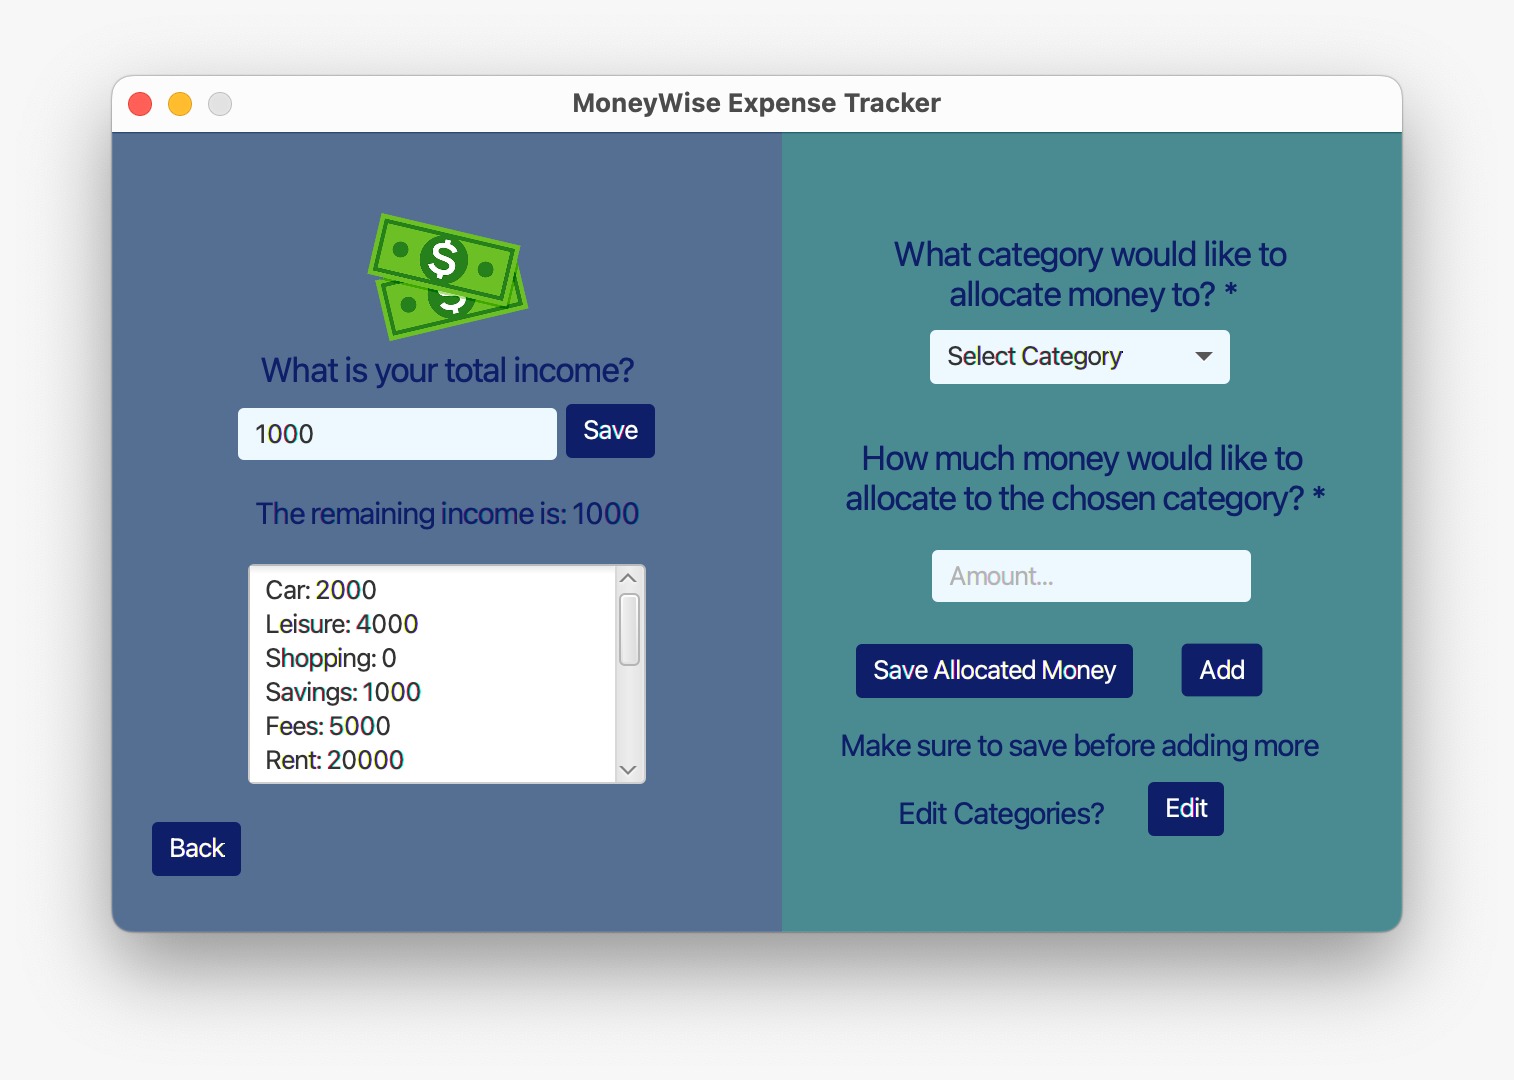 MoneyWise Expense Tracker
$
$
What is your total income?
1000
Save
The remaining income is: 1000
Car: 2000
Leisure: 4000
Shopping: 0
Savings: 1000
Fees: 5000
Rent: 20000
Back
What category would like to
allocate money to? *
Select Category
How much money would like to
allocate to the chosen category? *
Amount...
Save Allocated Money
Add
Make sure to save before adding more
Edit Categories?
Edit